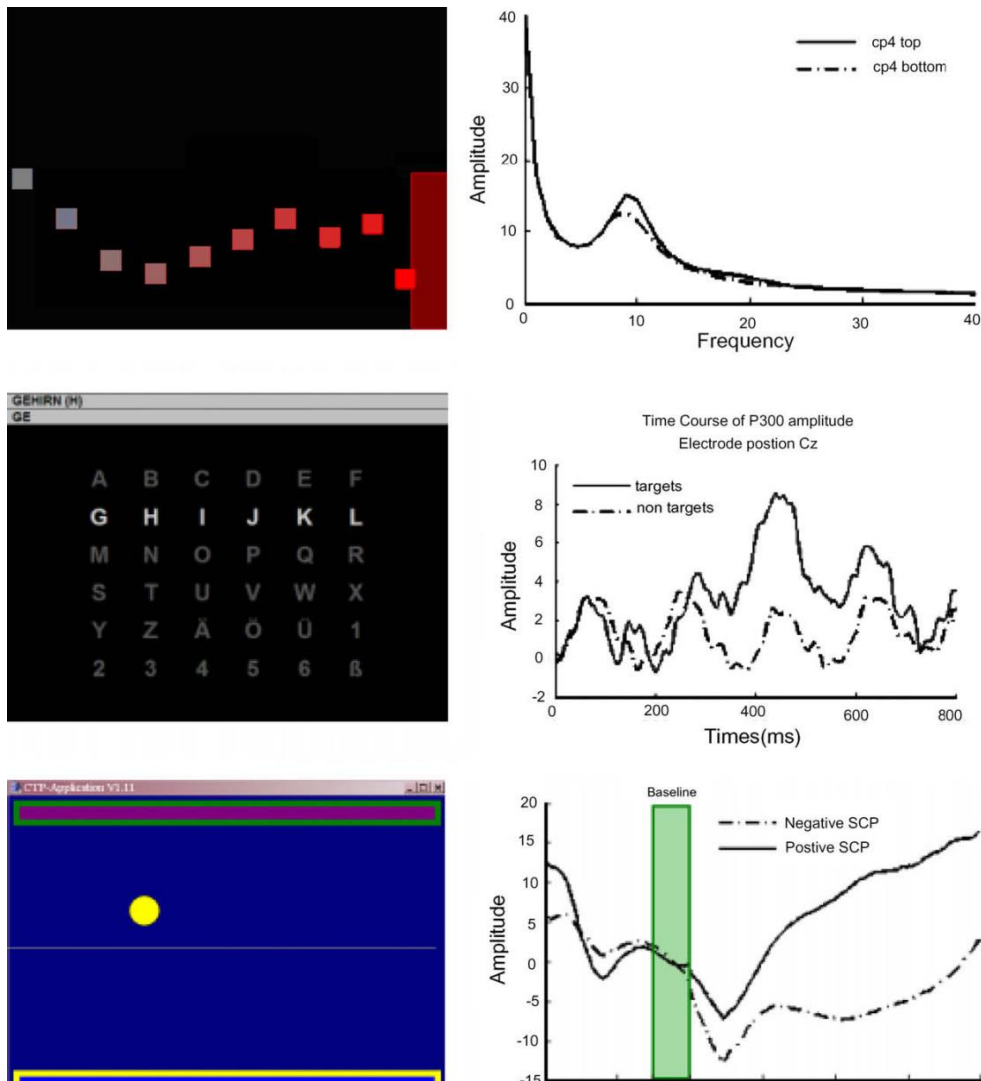 40
30
20
10
0
Amplitude
cp4 top
cp4 bottom
0 10 20 30 40
Frequency
GEHIRN (H)
GE
A B C D E F
G H I J K L
M N O P Q R
S T U V W X
Y Z Ä Ö Ü 1
2 3 4 5 6 ß
Time Course of P300 amplitude
Electrode postion Cz
10
8
6
4
2
0
-2
Amplitude
targets
non targets
0 200 400 600 800
Times(ms)
CTP-Application V1.11
Baseline
20
15
10
5
0
-5
-10
-15
Amplitude
Negative SCP
Postive SCP